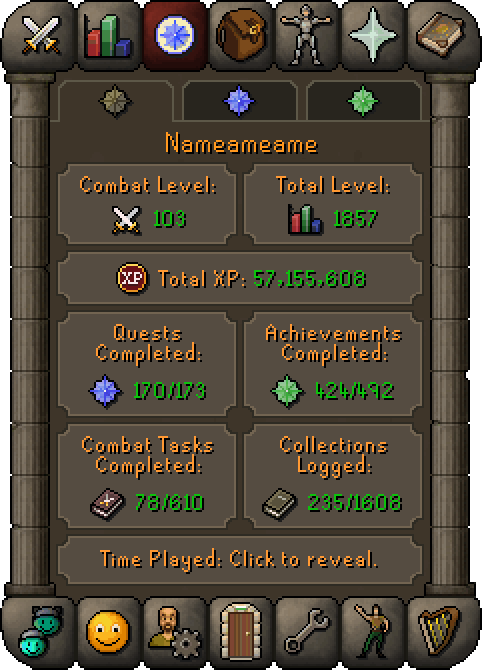 Nameameame
Combat Level:
103
Total Level:
1857
XP Total XP: 57,155,608
Quests
Completed:
170/173
Achievements
Completed:
424/492
Combat Tasks
Completed:
78/610
Collections
Logged:
235/1608
Time Played: Click to reveal.